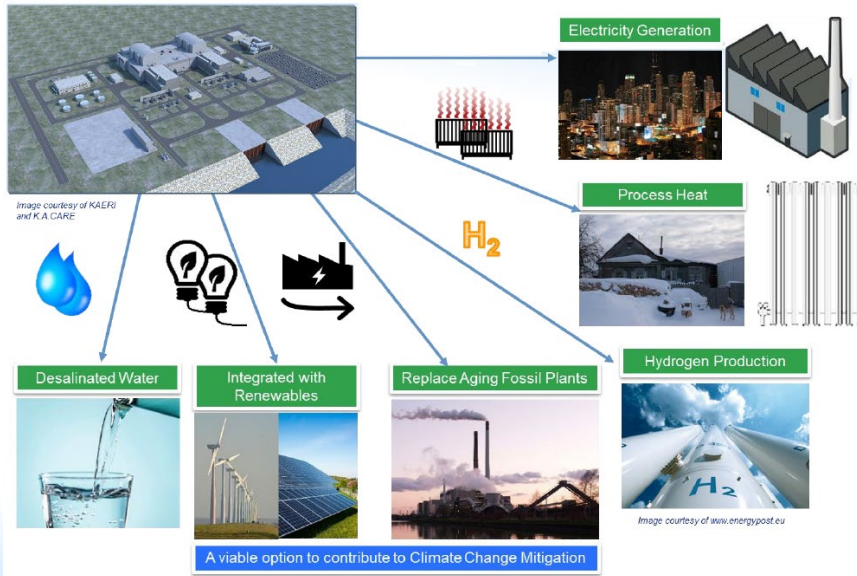 Electricity Generation
Image courtesy of KAERI
and K.A.CARE
Process Heat
H₂
Desalinated Water
Integrated with
Renewables
Replace Aging Fossil Plants
Hydrogen Production
H₂
Image courtesy of www.energypost.eu
A viable option to contribute to Climate Change Mitigation